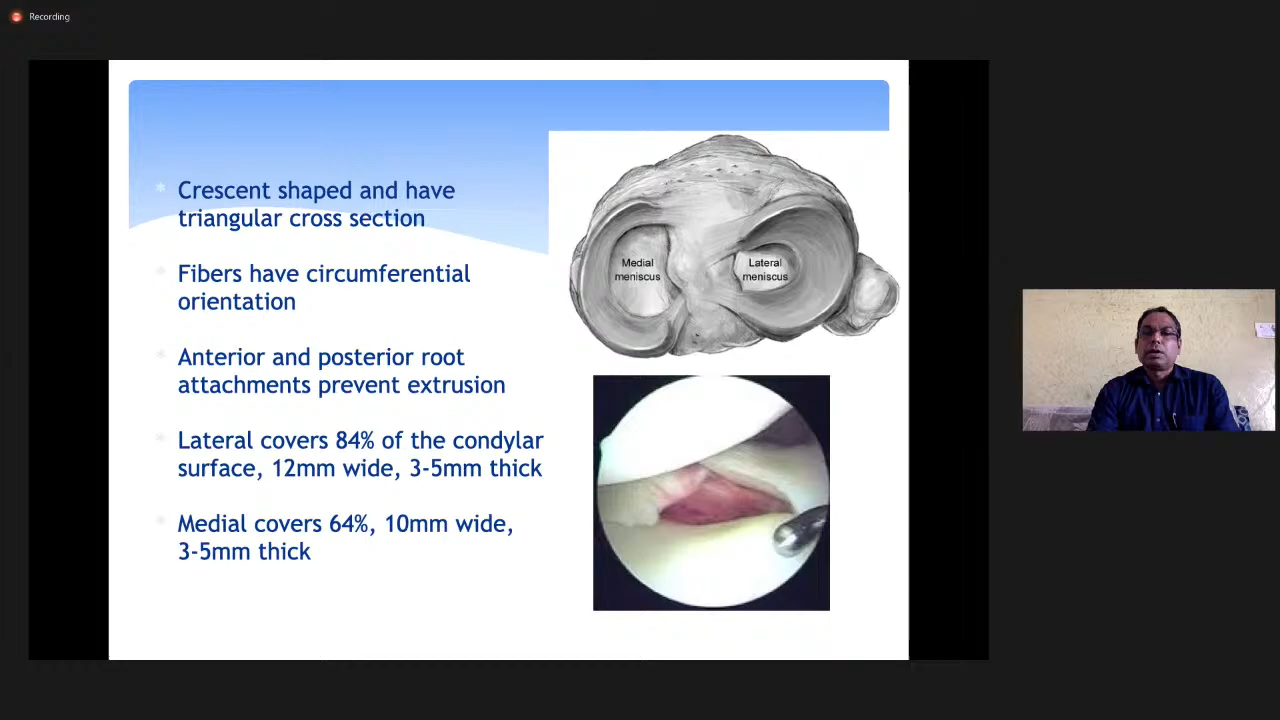 Recording
* Crescent shaped and have
triangular cross section
* Fibers have circumferential
orientation
* Anterior and posterior root
attachments prevent extrusion
* Lateral covers 84% of the condylar
surface, 12mm wide, 3-5mm thick
* Medial covers 64%, 10mm wide,
3-5mm thick
Medial
meniscus
Lateral
meniscus